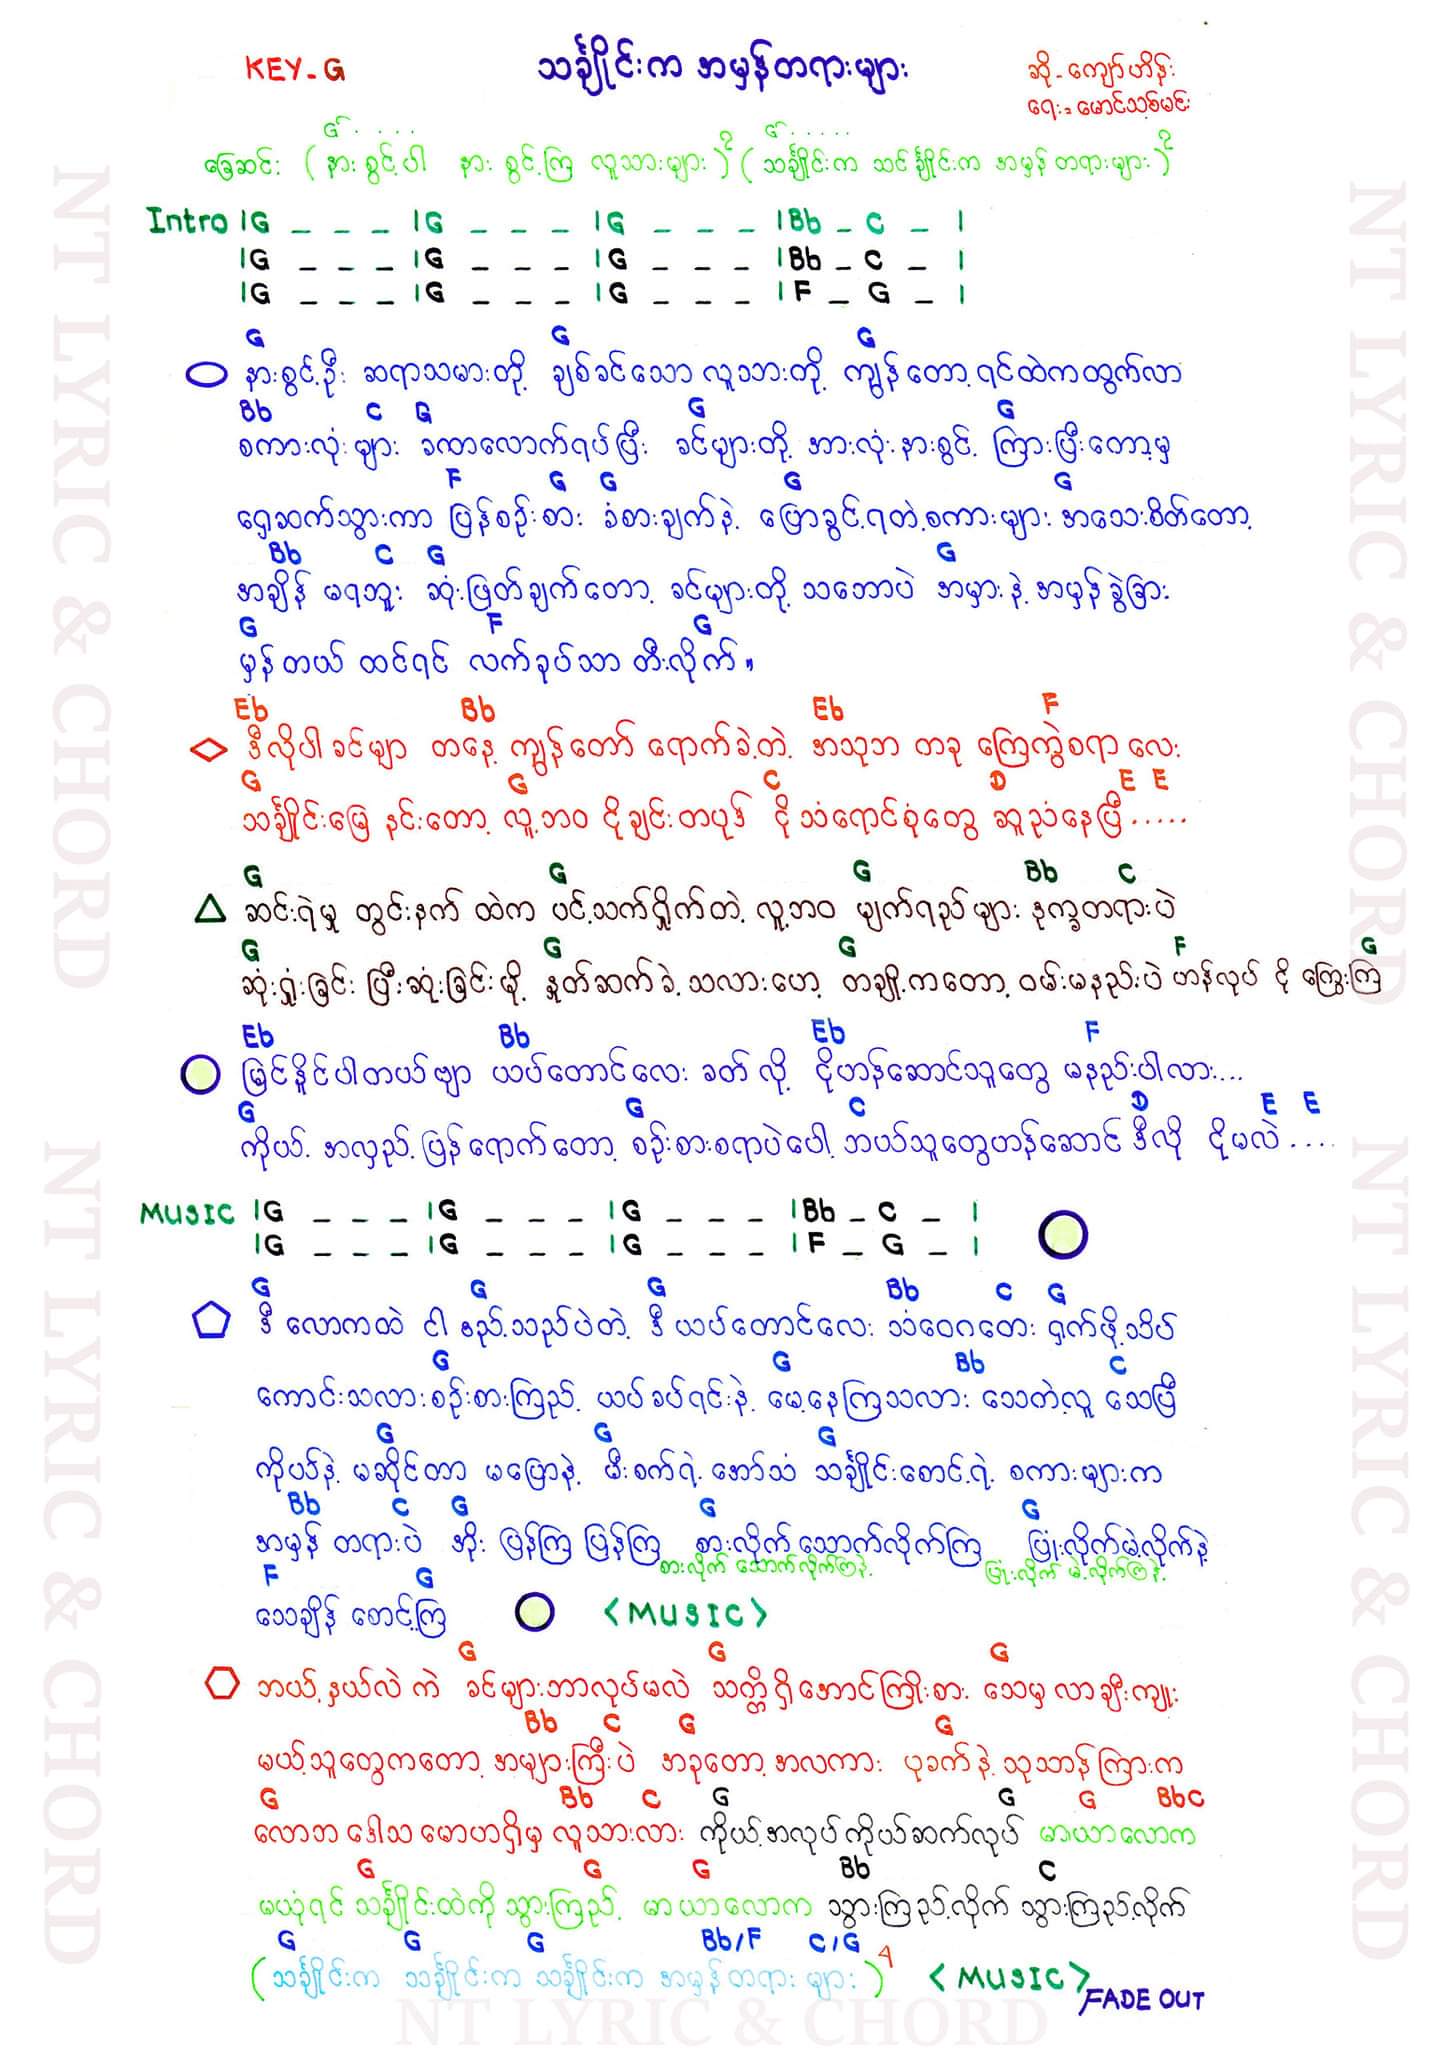 KEY - G
သင်္ချိုင်းက အမှန်တရားများ
ဆို - ကျော်ဟိန်း
ရေး - မောင်သစ်မင်း
G . . . . G . . . . .
ခြေဆင်း (နားစွင့်ပါ နားစွင့်ကြ လူသားများ)၂ (သင်္ချိုင်းက သင်္ချိုင်းက အမှန်တရားများ)၂
Intro |G _ _ _ |G _ _ _ |G _ _ _ |Bb _ C _ |
|G _ _ _ |G _ _ _ |G _ _ _ |Bb _ C _ |
|G _ _ _ |G _ _ _ |G _ _ _ |F _ G _ |
G G G
နားစွင့်ဦး ဆရာသမားတို့ ချစ်ခင်သော လူသားတို့ ကျွန်တော့ရင်ထဲကထွက်လာ
Bb C G G G
စကားလုံးများ ခဏလောက်ရပ်ပြီး ခင်များတို့ အားလုံးနားစွင့် ကြားပြီးတော့မှ
F G G G G
ရှေ့ဆက်သွားကာ ပြန်စဉ်းစား ခံစားချက်နဲ့ ပြောခွင့်ရတဲ့စကားများ အသေးစိတ်တော့
Bb C G G
အချိန် မရဘူး ဆုံးဖြတ်ချက်တော့ ခင်များတို့ သဘောပဲ အမှားနဲ့ အမှန်ခွဲခြား
G F G
မှန်တယ် ထင်ရင် လက်ခုပ်သာ တီးလိုက်။
Eb Bb Eb F
ဒီလိုပါခင်များ တနေ့ ကျွန်တော် ရောက်ခဲ့တဲ့ အသုဘ တခု ကြေကွဲစရာလေး
G G C D E E
သင်္ချိုင်းမြေ နင်းတော့ လူ့ဘဝ ငိုချင်းတပုဒ် ငိုသံရောင်စုံတွေ ဆူညံနေပြီ.....
G G G Bb C
ဆင်းရဲမှု တွင်းနက် ထဲက ပင့်သက်ရှိုက်တဲ့ လူ့ဘဝ မျက်ရည်များ ဒုက္ခတရားပဲ
G G G F G
ဆုံးရှုံးခြင်း ပြီးဆုံးခြင်းမို့ နှုတ်ဆက်ခဲ့ သလားဟေ့ တချို့ကတော့ ဝမ်းမနည်းပဲ ဟန်လုပ် ငို ကြွေးကြ
Eb Bb Eb F
မြင်နိုင်ပါတယ်ဗျာ ယပ်တောင်လေး ခတ်လို့ ငိုဟန်ဆောင်သူတွေ မနည်းပါလား...
G G C D E E
ကိုယ့် အလှည့် ပြန်ရောက်တော့ စဉ်းစားစရာပဲပေါ့ ဘယ်သူတွေဟန်ဆောင် ဒီလို ငိုမလဲ....
MUSIC |G _ _ _ |G _ _ _ |G _ _ _ |Bb _ C _ |
|G _ _ _ |G _ _ _ |G _ _ _ |F _ G _ |
G G G Bb C G
ဒီ လောကထဲ ငါ ဧည့်သည်ပဲတဲ့ ဒီ ယပ်တောင်လေး သံဝေဂတေး ရှက်ဖို့သိပ်
G G Bb C
ကောင်းသလားစဉ်းစားကြည့် ယပ်ခပ်ရင်းနဲ့ မေ့နေကြသလား သေတဲ့လူ သေပြီ
G G G
ကိုယ်နဲ့ မဆိုင်တာ မပြောနဲ့ မီးစက်ရဲ့ အော်သံ သင်္ချိုင်းစောင့်ရဲ့ စကားများက
Bb C G G G
အမှန် တရားပဲ အိုး ပြန်ကြ ပြန်ကြ စားလိုက်သောက်လိုက်ကြ ပြုံးလိုက်မဲ့လိုက်နဲ့
စားလိုက် သောက်လိုက်ကြနဲ့ ပြုံးလိုက် မဲ့လိုက်ကြနဲ့
F G
သေချိန် စောင့်ကြ <MUSIC>
G G G
ဘယ့်နှယ်လဲ ကဲ ခင်များဘာလုပ်မလဲ သတ္တိရှိအောင်ကြိုးစား သေမှ လာချီးကျူး
Bb C G G
မယ့်သူတွေကတော့ အများကြီးပဲ အခုတော့ အလကား ပုခက်နဲ့ သုသာန်ကြားက
G Bb C G G G Bb C
လောဘ ဒေါသ မောဟရှိမှ လူသားလား ကိုယ့်အလုပ်ကိုယ်ဆက်လုပ် မာယာလောက
G G G Bb C
မယုံရင် သင်္ချိုင်းထဲကို သွားကြည့် မာယာလောက သွားကြည့်လိုက် သွားကြည့်လိုက်
G G G Bb/F C/G
(သင်္ချိုင်းက သင်္ချိုင်းက သင်္ချိုင်းက အမှန်တရားများ)4 <MUSIC>
FADE OUT
NT LYRIC & CHORD
NT LYRIC & CHORD
NT LYRIC & CHORD
NT LYRIC & CHORD
NT LYRIC & CHORD